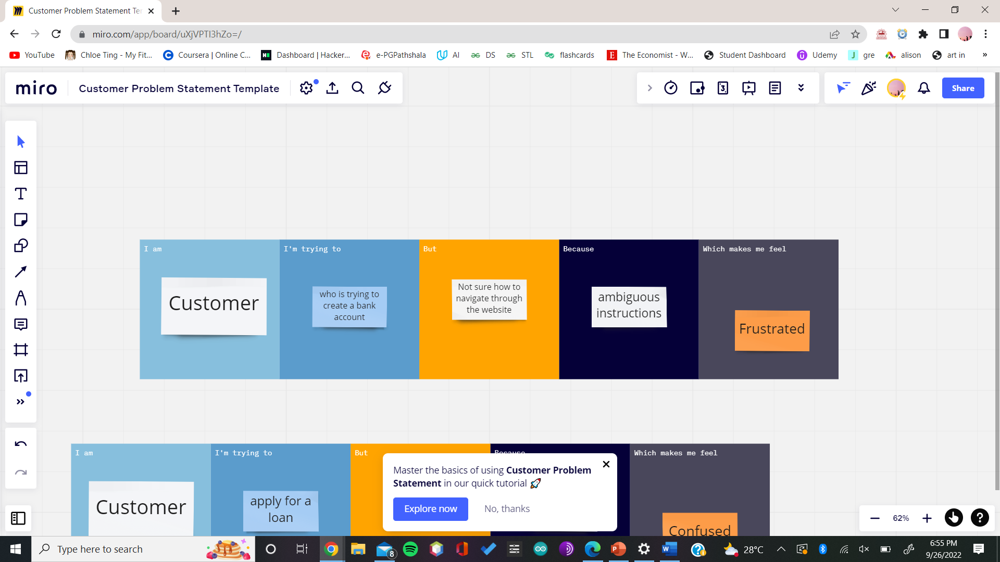 Customer Problem Statement Ter
miro.com/app/board/uXjVPTI3hZo=/
YouTube
Chloe Ting - My Fit...
Coursera | Online C...
Dashboard | Hacker...
e-PGPathshala
AI
DS
STL
flashcards
The Economist - W...
Student Dashboard
Udemy
gre
alison
art in
»
miro
Customer Problem Statement Template
Share
I am
I'm trying to
But
Because
Which makes me feel
Customer
who is trying to
create a bank
account
Not sure how to
navigate through
the website
ambiguous
instructions
Frustrated
I am
I'm trying to
But
Because
Which makes me feel
Customer
apply for a
loan
Confused
Master the basics of using Customer Problem
Statement in our quick tutorial 🚀
Explore now
No, thanks
62%
Type here to search
8
28°C
6:55 PM
9/26/2022